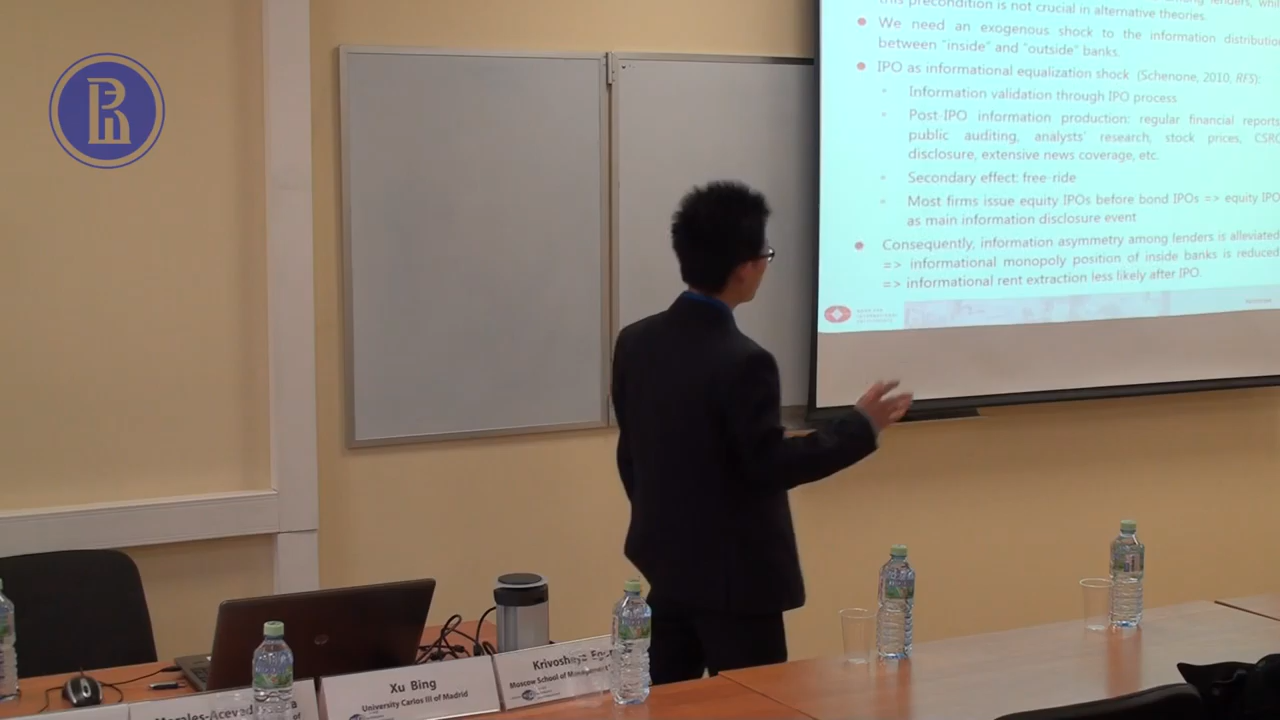 this precondition is not crucial in alternative theories.
We need an exogenous shock to the information distribution
between "inside" and "outside" banks.
IPO as informational equalization shock (Schenone, 2010, RFS):
Information validation through IPO process
Post-IPO information production: regular financial reports,
public auditing, analysts' research, stock prices, CSRC
disclosure, extensive news coverage, etc.
Secondary effect: free-ride
Most firms issue equity IPOs before bond IPOs => equity IPO
as main information disclosure event
Consequently, information asymmetry among lenders is alleviated
=> informational monopoly position of inside banks is reduced
=> informational rent extraction less likely after IPO.
Xu Bing
University Carlos III of Madrid
Moscow School of Management